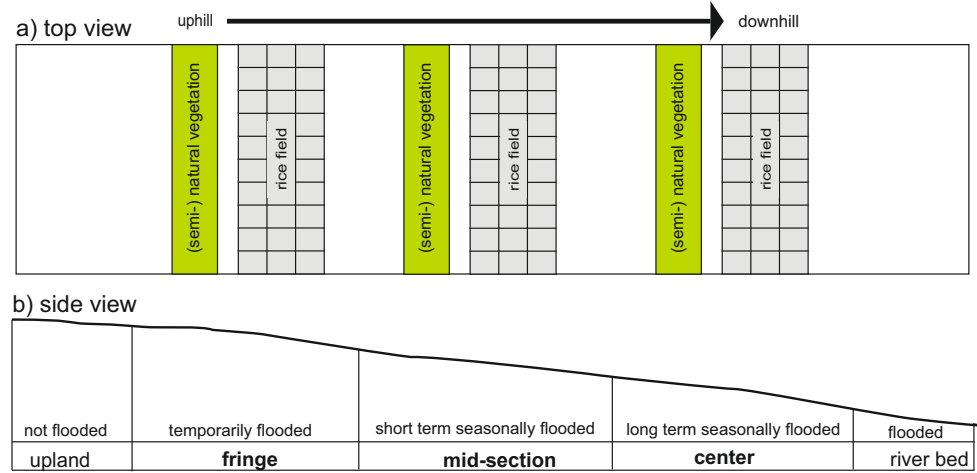 a) top view
uphill
downhill
(semi-) natural vegetation
rice field
(semi-) natural vegetation
rice field
(semi-) natural vegetation
rice field
b) side view
not flooded
temporarily flooded
short term seasonally flooded
long term seasonally flooded
flooded
upland
fringe
mid-section
center
river bed